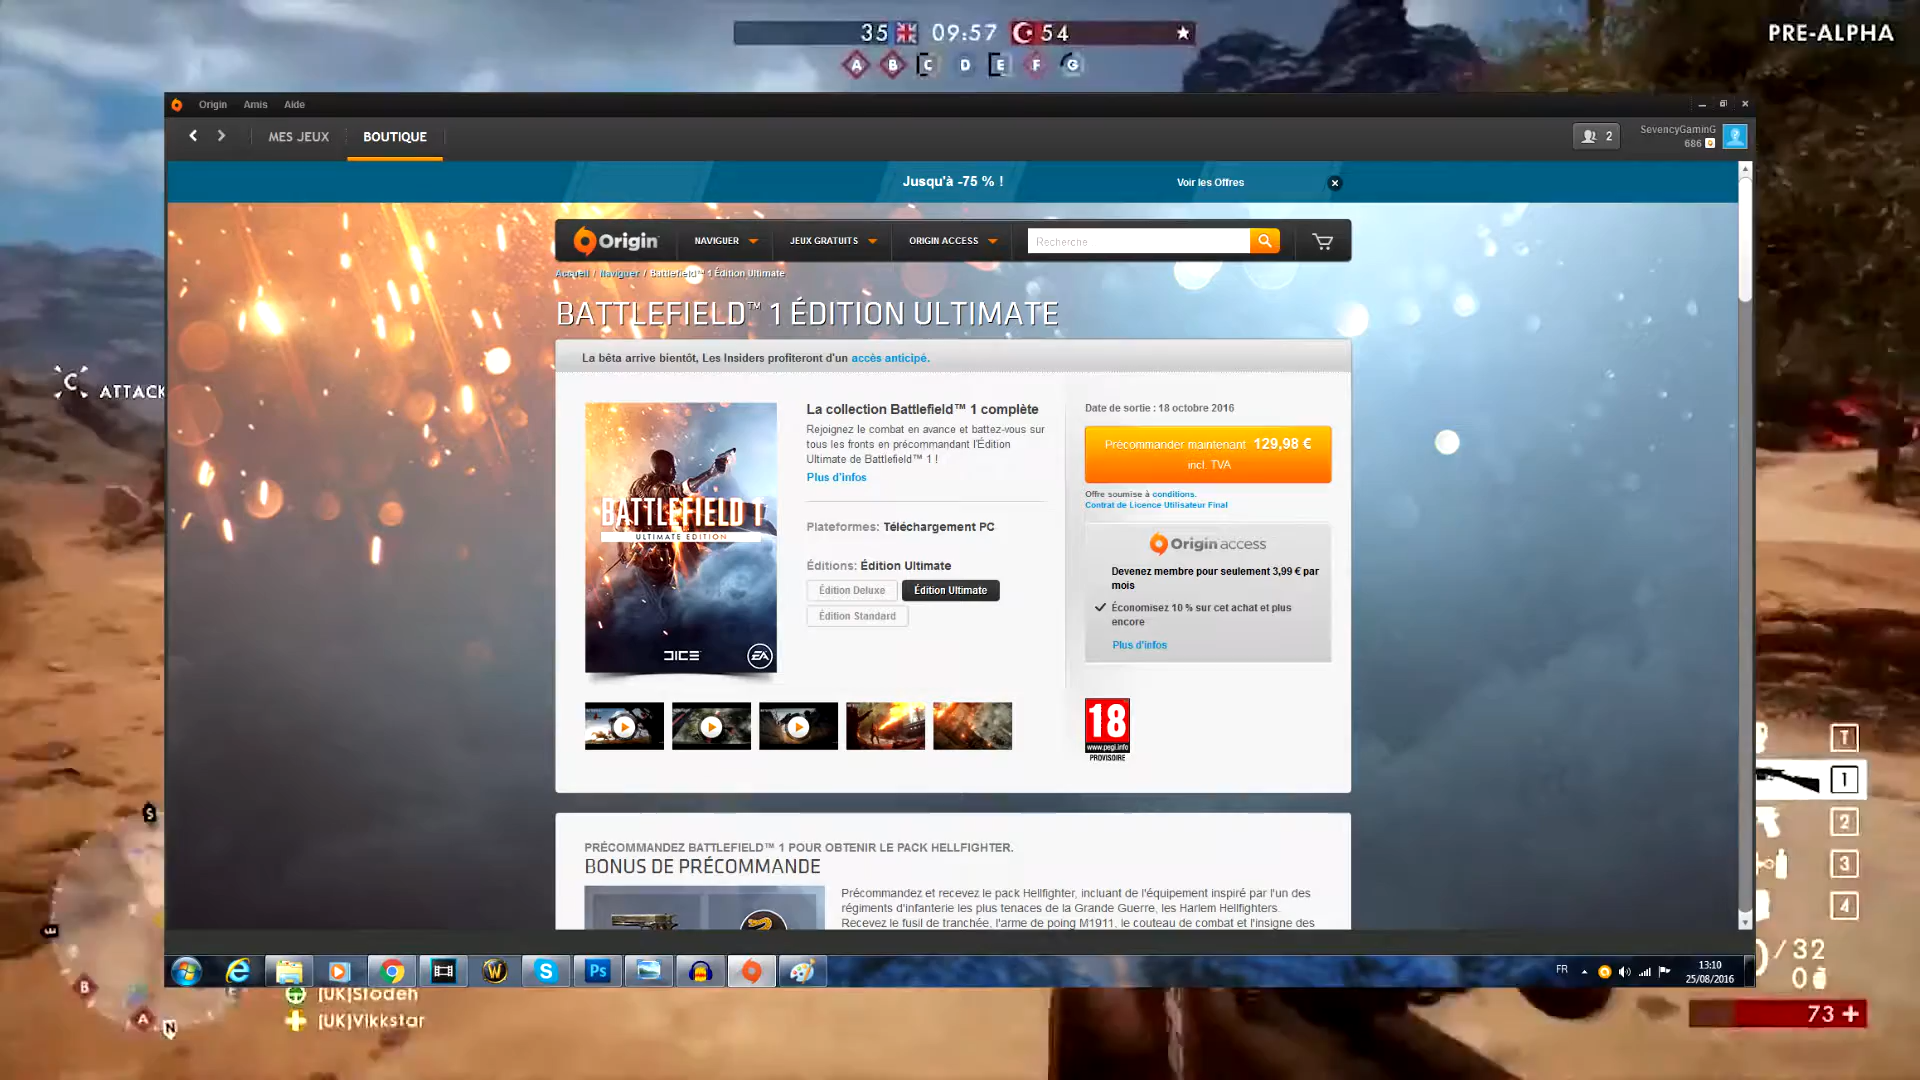 35 09:57 54
PRE-ALPHA
A B C D E F G
Origin Amis Aide
MES JEUX BOUTIQUE
2
SevencyGaminG
686
Jusqu'à -75 % !
Voir les Offres
Origin
NAVIGUER
JEUX GRATUITS
ORIGIN ACCESS
Recherche
Accueil / Naviguer / Battlefield™ 1 Édition Ultimate
BATTLEFIELD™ 1 ÉDITION ULTIMATE
La bêta arrive bientôt, Les Insiders profiteront d'un accès anticipé.
C ATTACK
BATTLEFIELD 1
ULTIMATE EDITION
DICE EA
La collection Battlefield™ 1 complète
Rejoignez le combat en avance et battez-vous sur
tous les fronts en précommandant l'Édition
Ultimate de Battlefield™ 1 !
Plus d'infos
Plateformes: Téléchargement PC
Éditions: Édition Ultimate
Édition Deluxe
Édition Ultimate
Édition Standard
Date de sortie : 18 octobre 2016
Précommander maintenant 129,98 €
incl. TVA
Offre soumise à conditions.
Contrat de Licence Utilisateur Final
Origin access
Devenez membre pour seulement 3,99 € par
mois
Économisez 10 % sur cet achat et plus
encore
Plus d'infos
18
www.pegi.info
PROVISOIRE
PRÉCOMMANDEZ BATTLEFIELD™ 1 POUR OBTENIR LE PACK HELLFIGHTER.
BONUS DE PRÉCOMMANDE
Précommandez et recevez le pack Hellfighter, incluant de l'équipement inspiré par l'un des
régiments d'infanterie les plus tenaces de la Grande Guerre, les Harlem Hellfighters.
Recevez le fusil de tranchée, l'arme de poing M1911, le couteau de combat et l'insigne des
T
1
2
3
4
S
W
B
A
N
E
Ps
FR
13:10
25/08/2016
[UK]Slodeh
[UK]Vikkstar
/ 32
0
73